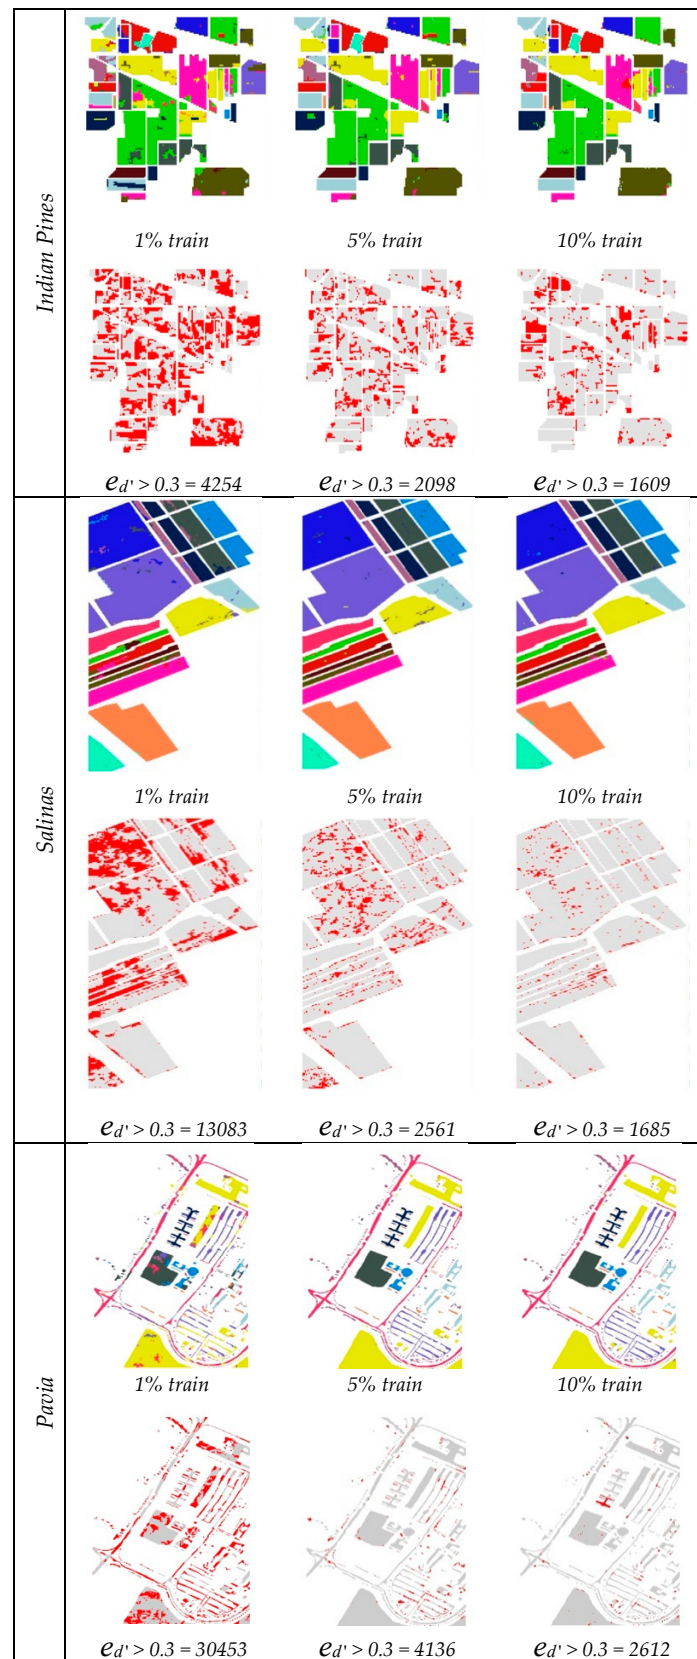 Indian Pines
1% train 5% train 10% train
ed' > 0.3 = 4254 ed' > 0.3 = 2098 ed' > 0.3 = 1609
Salinas
1% train 5% train 10% train
ed' > 0.3 = 13083 ed' > 0.3 = 2561 ed' > 0.3 = 1685
Pavia
1% train 5% train 10% train
ed' > 0.3 = 30453 ed' > 0.3 = 4136 ed' > 0.3 = 2612